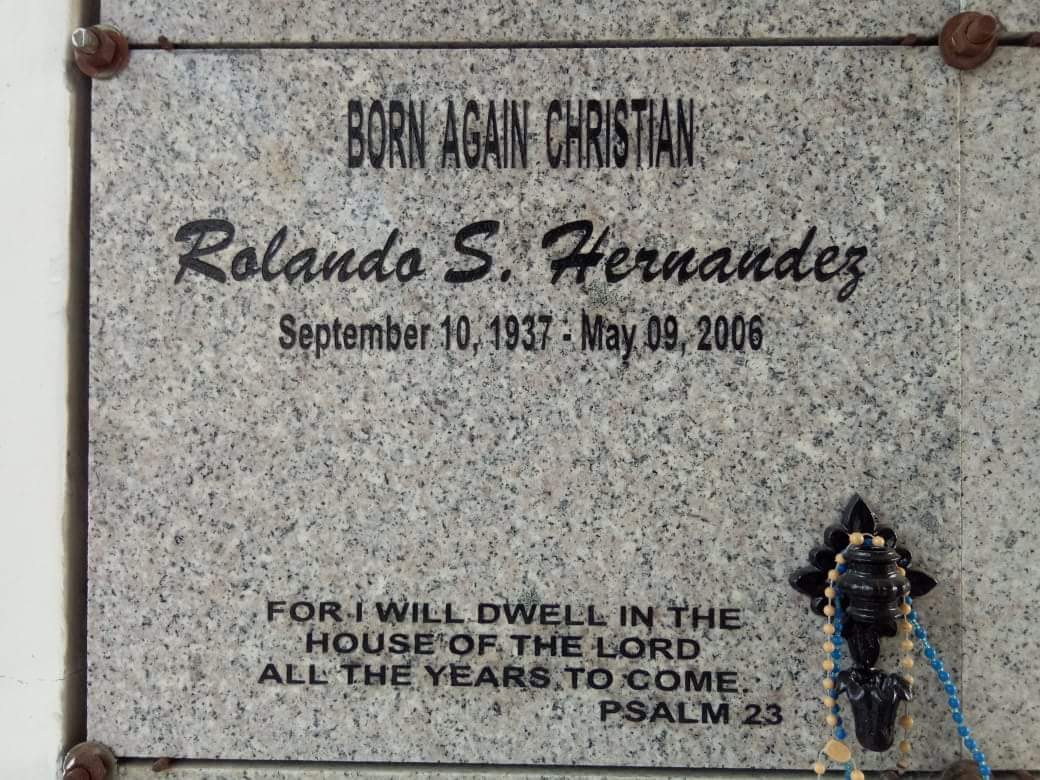 BORN AGAIN CHRISTIAN
Rolando S. Hernandez
September 10, 1937 - May 09, 2006
FOR I WILL DWELL IN THE
HOUSE OF THE LORD
ALL THE YEARS TO COME.
PSALM 23